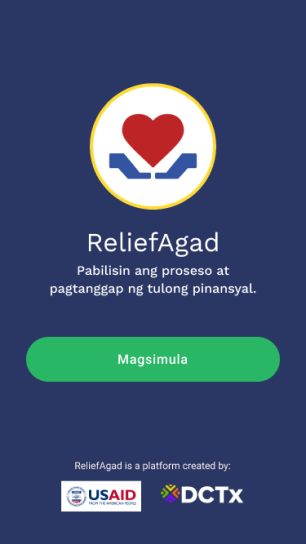 ReliefAgad
Pabilisin ang proseso at
pagtanggap ng tulong pinansyal.
Magsimula
ReliefAgad is a platform created by:
USAID
FROM THE AMERICAN PEOPLE
DCTx